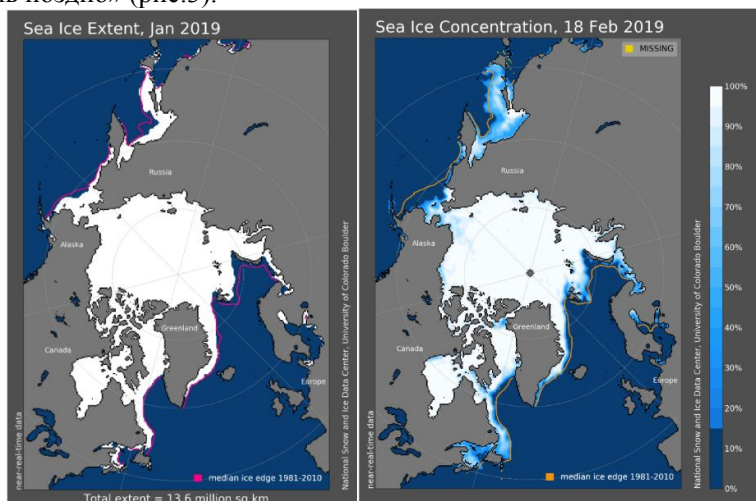 ь поздно» (рис.3).
Sea Ice Extent, Jan 2019
Russia
Alaska
Greenland
Canada
Europe
near-real-time data
National Snow and Ice Data Center, University of Colorado Boulder
median ice edge 1981-2010
Total extent = 13.6 million sq km
Sea Ice Concentration, 18 Feb 2019
MISSING
Russia
Alaska
Greenland
Canada
Europe
near-real-time data
National Snow and Ice Data Center, University of Colorado Boulder
median ice edge 1981-2010
100%
90%
80%
70%
60%
50%
40%
30%
20%
10%
0%